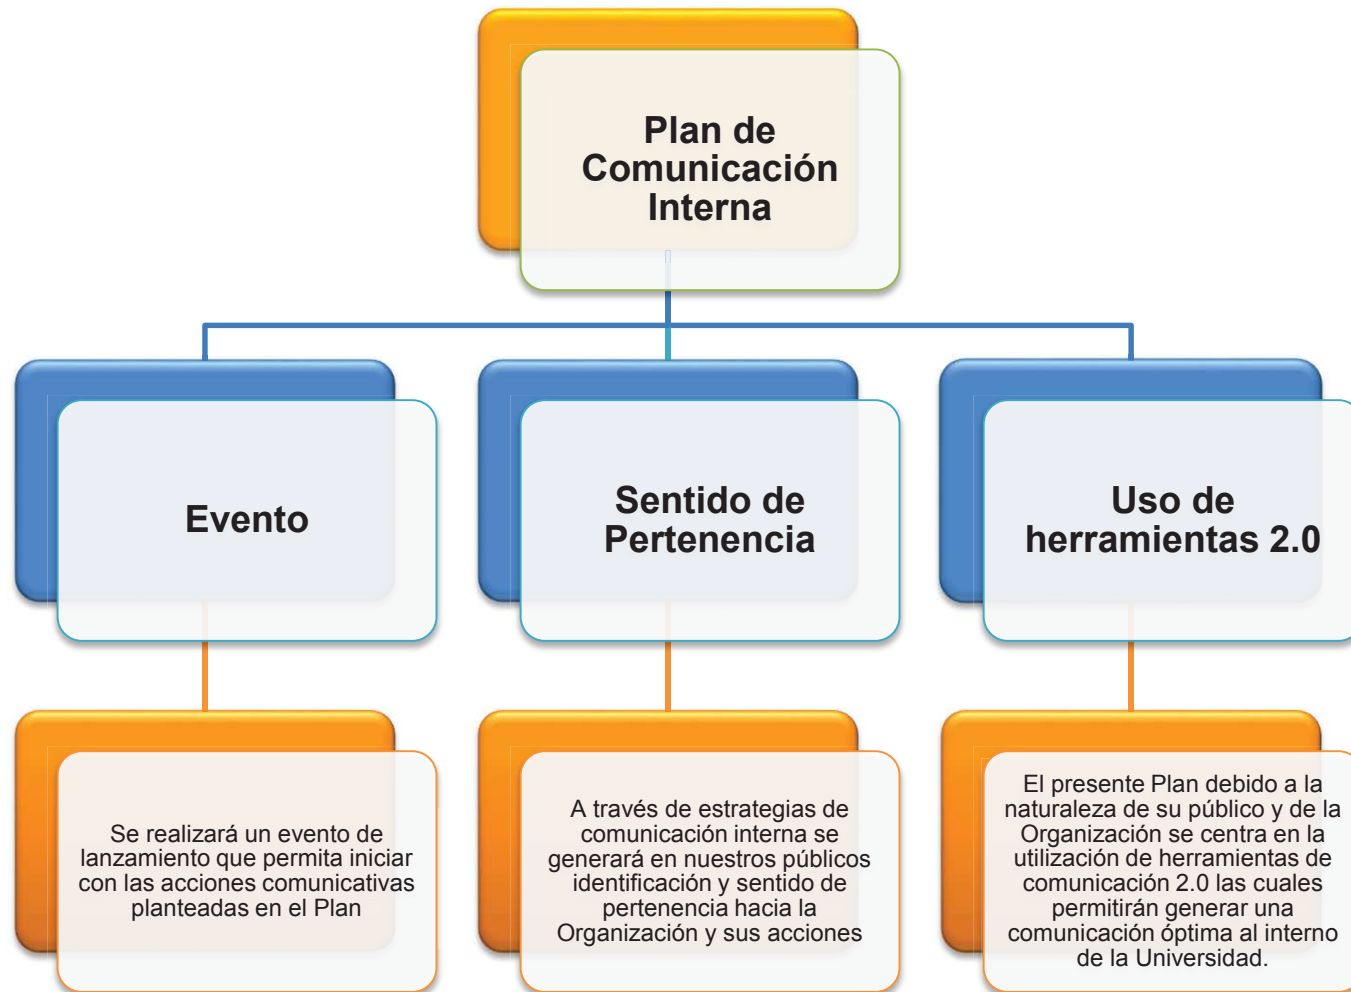 Plan de
Comunicación
Interna
Evento
Sentido de
Pertenencia
Uso de
herramientas 2.0
Se realizará un evento de
lanzamiento que permita iniciar
con las acciones comunicativas
planteadas en el Plan
A través de estrategias de
comunicación interna se
generará en nuestros públicos
identificación y sentido de
pertenencia hacia la
Organización y sus acciones
El presente Plan debido a la
naturaleza de su público y de la
Organización se centra en la
utilización de herramientas de
comunicación 2.0 las cuales
permitirán generar una
comunicación óptima al interno
de la Universidad.